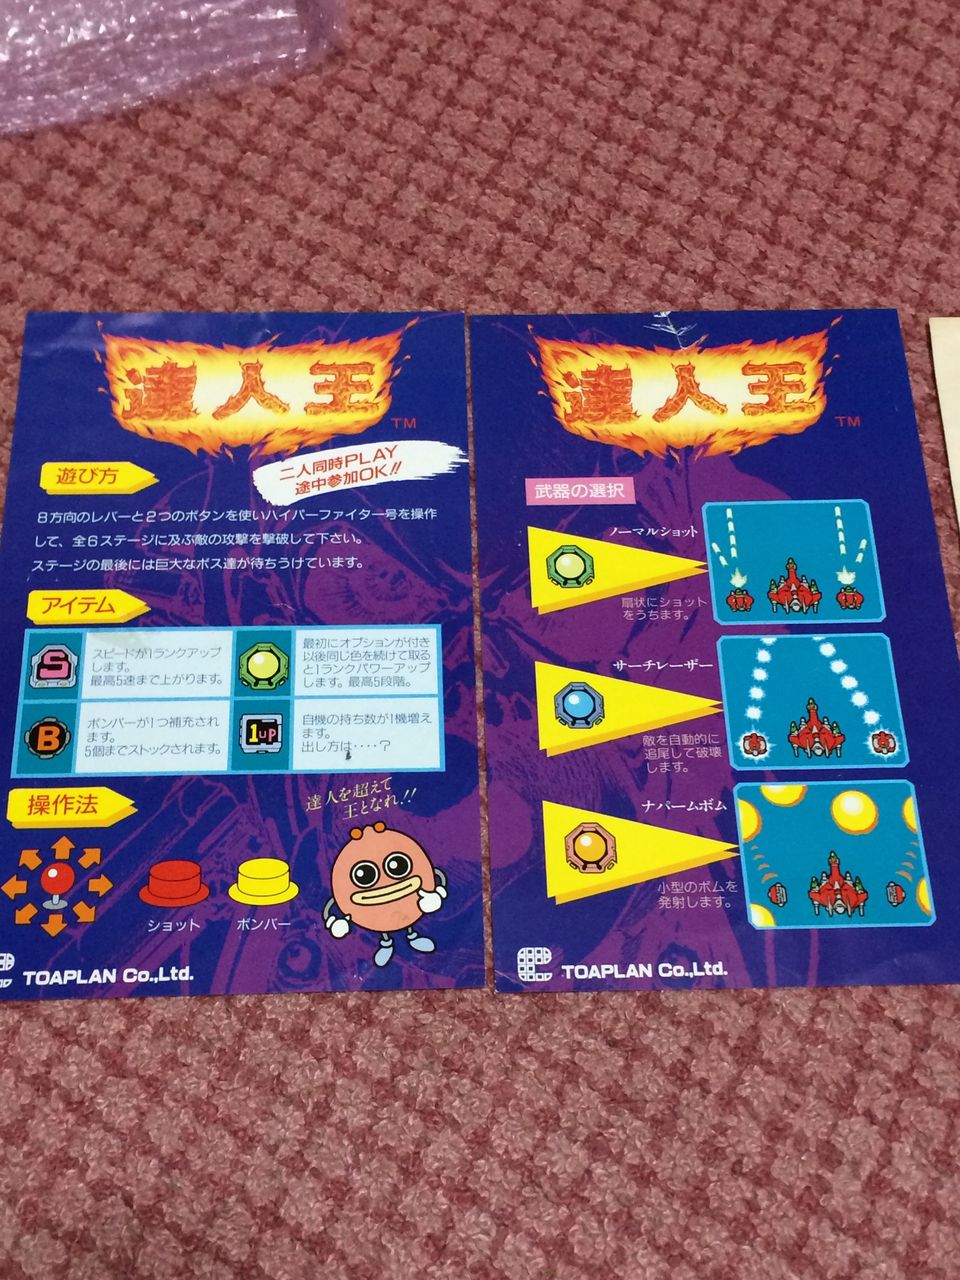 達人王
TM
二人同時PLAY
途中参加OK!!
遊び方
8方向のレバーと2つのボタンを使いハイパーファイター号を操作
して、全6ステージに及ぶ敵の攻撃を撃破して下さい。
ステージの最後には巨大なボス達が待ちうけています。
アイテム
S
スピードが1ランクアップ
します。
最高5速まで上がります。
最初にオプションが付き
以後同じ色を続けて取る
と1ランクパワーアップ
します。最高5段階。
B
ボンバーが1つ補充され
ます。
5個までストックされます。
1UP
自機の持ち数が1機増え
ます。
出し方は‥‥?
操作法
達人を超えて
王となれ!!
ショット
ボンバー
TOAPLAN Co.,Ltd.
達人王
TM
武器の選択
ノーマルショット
扇状にショット
をうちます。
サーチレーザー
敵を自動的に
追尾して破壊
します。
ナパームボム
小型のボムを
発射します。
TOAPLAN Co.,Ltd.